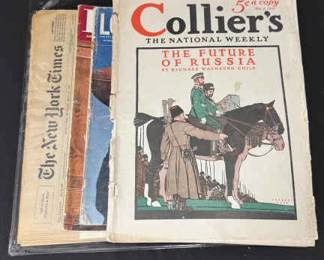 5¢ a copy
Collier's
THE NATIONAL WEEKLY
THE FUTURE
OF RUSSIA
BY RICHARD WASHBURN CHILD
The New York Times
L